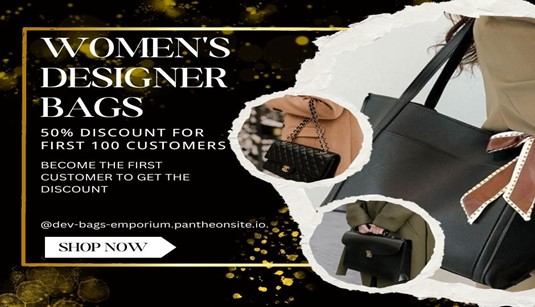 WOMEN'S
DESIGNER
BAGS
50% DISCOUNT FOR
FIRST 100 CUSTOMERS
BECOME THE FIRST
CUSTOMER TO GET THE
DISCOUNT
@dev-bags-emporium.pantheonsite.io.
SHOP NOW